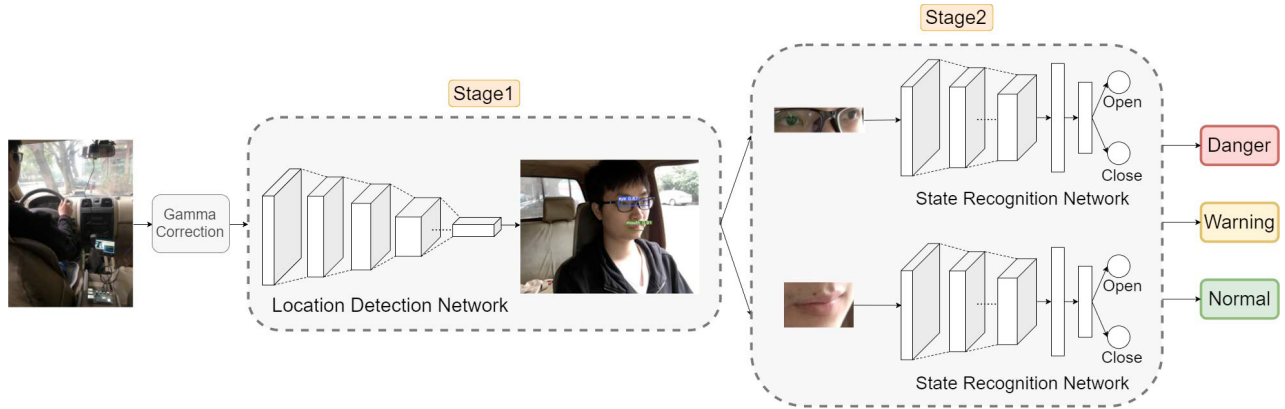 Stage1
Gamma
Correction
Location Detection Network
Stage2
Open
Close
State Recognition Network
Open
Close
State Recognition Network
Danger
Warning
Normal